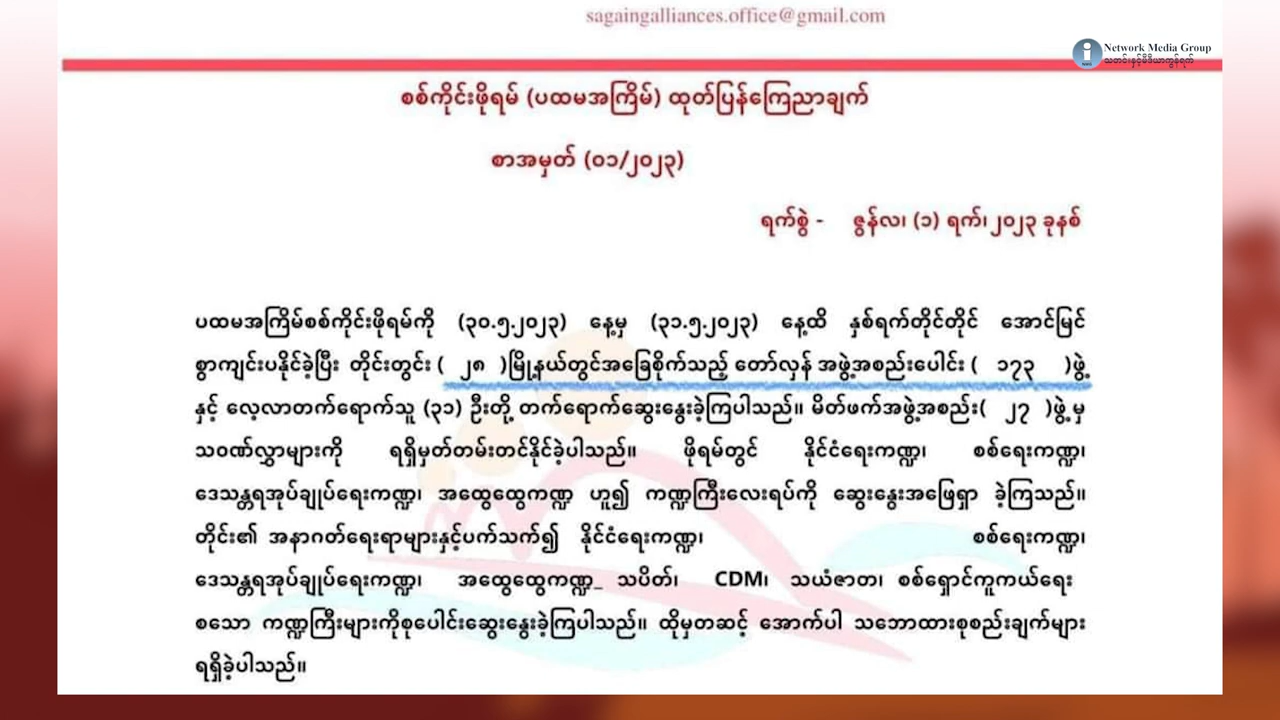 sagaingalliances.office@gmail.com
Network Media Group
သတင်းနှင့်မီဒီယာကွန်ရက်
စစ်ကိုင်းဖိုရမ် (ပထမအကြိမ်) ထုတ်ပြန်ကြေညာချက်
စာအမှတ် (၀၁/၂၀၂၃)
ရက်စွဲ - ဇွန်လ၊ (၁) ရက်၊၂၀၂၃ ခုနှစ်
ပထမအကြိမ်စစ်ကိုင်းဖိုရမ်ကို (၃၀.၅.၂၀၂၃) နေ့မှ (၃၁.၅.၂၀၂၃) နေ့ထိ နှစ်ရက်တိုင်တိုင် အောင်မြင်
စွာကျင်းပနိုင်ခဲ့ပြီး တိုင်းတွင်း ( ၂၈ )မြို့နယ်တွင်အခြေစိုက်သည့် တော်လှန် အဖွဲ့အစည်းပေါင်း ( ၁၇၃ )ဖွဲ့
နှင့် လေ့လာတက်ရောက်သူ (၃၁) ဦးတို့ တက်ရောက်ဆွေးနွေးခဲ့ကြပါသည်။ မိတ်ဖက်အဖွဲ့အစည်း( ၂၇ )ဖွဲ့ မှ
သဝဏ်လွှာများကို ရရှိမှတ်တမ်းတင်နိုင်ခဲ့ပါသည်။ ဖိုရမ်တွင် နိုင်ငံရေးကဏ္ဍ၊ စစ်ရေးကဏ္ဍ၊
ဒေသန္တရအုပ်ချုပ်ရေးကဏ္ဍ၊ အထွေထွေကဏ္ဍ ဟူ၍ ကဏ္ဍကြီးလေးရပ်ကို ဆွေးနွေးအဖြေရှာ ခဲ့ကြသည်။
တိုင်း၏ အနာဂတ်ရေးရာများနှင့်ပက်သက်၍ နိုင်ငံရေးကဏ္ဍ၊ စစ်ရေးကဏ္ဍ၊
ဒေသန္တရအုပ်ချုပ်ရေးကဏ္ဍ၊ အထွေထွေကဏ္ဍ_ သပိတ်၊ CDM၊ သယံဇာတ၊ စစ်ရှောင်ကူကယ်ရေး
စသော ကဏ္ဍကြီးများကိုစုပေါင်းဆွေးနွေးခဲ့ကြပါသည်။ ထိုမှတဆင့် အောက်ပါ သဘောထားစုစည်းချက်များ
ရရှိခဲ့ပါသည်။